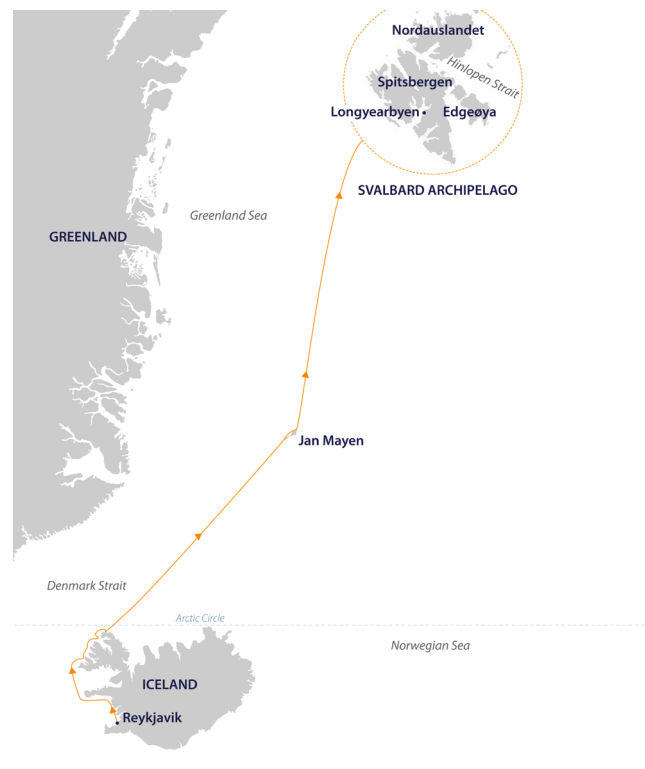 Nordauslandet
Hinlopen Strait
Spitsbergen
Longyearbyen
Edgeøya
SVALBARD ARCHIPELAGO
Greenland Sea
GREENLAND
Jan Mayen
Denmark Strait
Arctic Circle
Norwegian Sea
ICELAND
Reykjavik